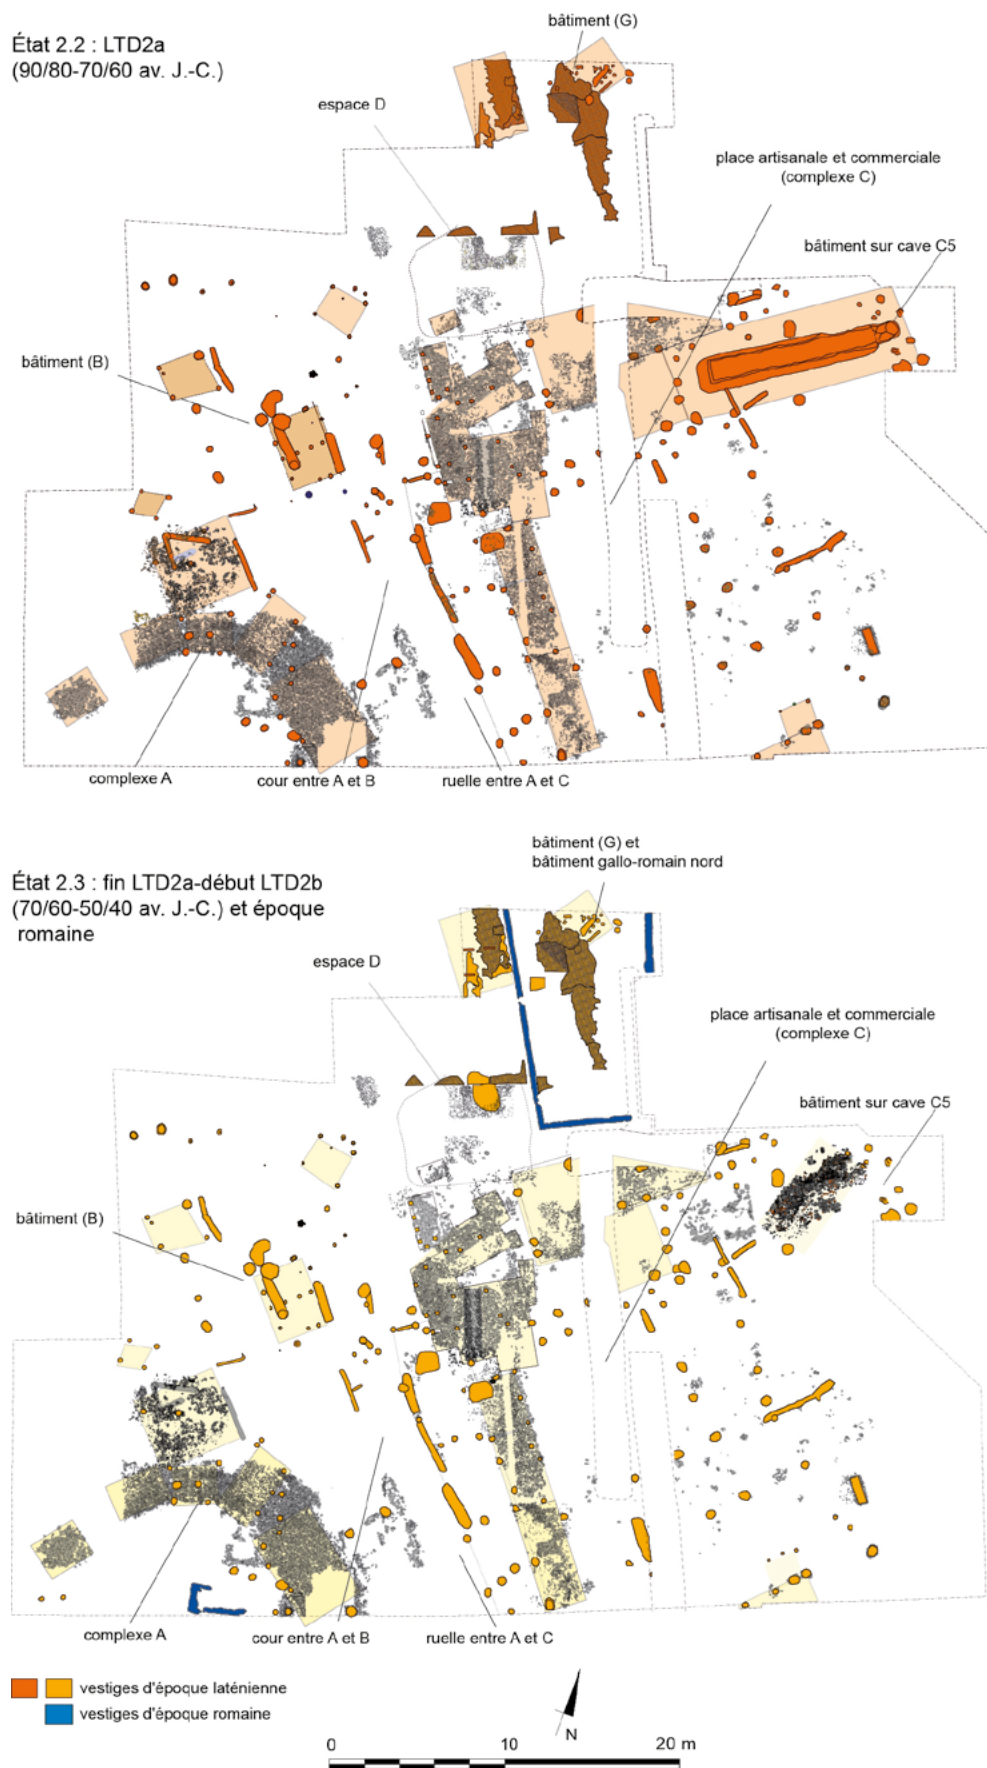 bâtiment (G)
État 2.2 : LTD2a
(90/80-70/60 av. J.-C.)
espace D
place artisanale et commerciale
(complexe C)
bâtiment sur cave C5
bâtiment (B)
complexe A
cour entre A et B
ruelle entre A et C
bâtiment (G) et
bâtiment gallo-romain nord
État 2.3 : fin LTD2a-début LTD2b
(70/60-50/40 av. J.-C.) et époque
romaine
espace D
place artisanale et commerciale
(complexe C)
bâtiment sur cave C5
bâtiment (B)
complexe A
cour entre A et B
ruelle entre A et C
vestiges d'époque laténienne
vestiges d'époque romaine
N
0 10 20 m